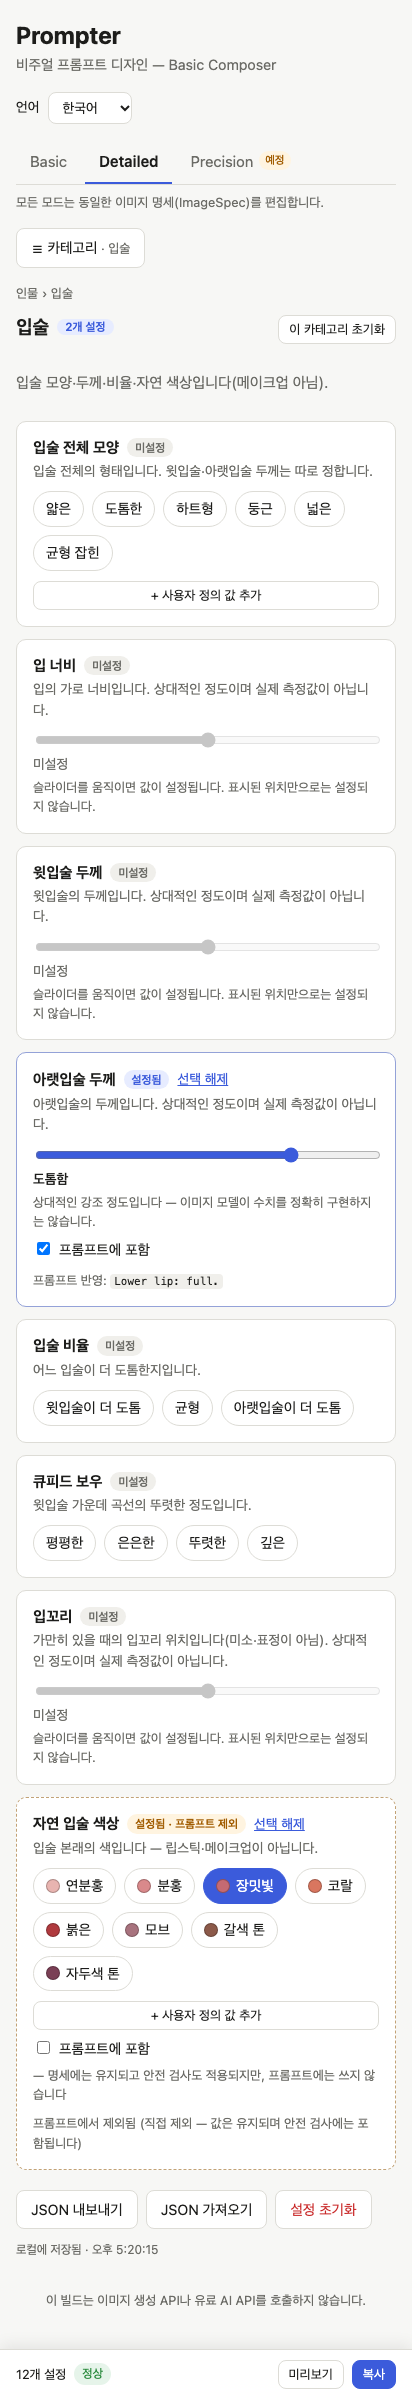 Prompter
비주얼 프롬프트 디자인 — Basic Composer
언어 한국어
Basic Detailed Precision 예정
모든 모드는 동일한 이미지 명세(ImageSpec)를 편집합니다.
≡ 카테고리 · 입술
인물 › 입술
입술 2개 설정 이 카테고리 초기화
입술 모양·두께·비율·자연 색상입니다(메이크업 아님).
입술 전체 모양 미설정
입술 전체의 형태입니다. 윗입술·아랫입술 두께는 따로 정합니다.
얇은 도톰한 하트형 둥근 넓은
균형 잡힌
+ 사용자 정의 값 추가
입 너비 미설정
입의 가로 너비입니다. 상대적인 정도이며 실제 측정값이 아닙니
다.
미설정
슬라이더를 움직이면 값이 설정됩니다. 표시된 위치만으로는 설정되
지 않습니다.
윗입술 두께 미설정
윗입술의 두께입니다. 상대적인 정도이며 실제 측정값이 아닙니
다.
미설정
슬라이더를 움직이면 값이 설정됩니다. 표시된 위치만으로는 설정되
지 않습니다.
아랫입술 두께 설정됨 선택 해제
아랫입술의 두께입니다. 상대적인 정도이며 실제 측정값이 아닙니
다.
도톰함
상대적인 강조 정도입니다 — 이미지 모델이 수치를 정확히 구현하지
는 않습니다.
프롬프트에 포함
프롬프트 반영: Lower lip: full.
입술 비율 미설정
어느 입술이 더 도톰한지입니다.
윗입술이 더 도톰 균형 아랫입술이 더 도톰
큐피드 보우 미설정
윗입술 가운데 곡선의 뚜렷한 정도입니다.
평평한 은은한 뚜렷한 깊은
입꼬리 미설정
가만히 있을 때의 입꼬리 위치입니다(미소·표정이 아님). 상대적
인 정도이며 실제 측정값이 아닙니다.
미설정
슬라이더를 움직이면 값이 설정됩니다. 표시된 위치만으로는 설정되
지 않습니다.
자연 입술 색상 설정됨 · 프롬프트 제외 선택 해제
입술 본래의 색입니다 — 립스틱·메이크업이 아닙니다.
연분홍 분홍 장밋빛 코랄
붉은 모브 갈색 톤
자두색 톤
+ 사용자 정의 값 추가
프롬프트에 포함
— 명세에는 유지되고 안전 검사도 적용되지만, 프롬프트에는 쓰지 않
습니다
프롬프트에서 제외됨 (직접 제외 — 값은 유지되며 안전 검사에는 포
함됩니다)
JSON 내보내기 JSON 가져오기 설정 초기화
로컬에 저장됨 · 오후 5:20:15
이 빌드는 이미지 생성 API나 유료 AI API를 호출하지 않습니다.
12개 설정 정상 미리보기 복사